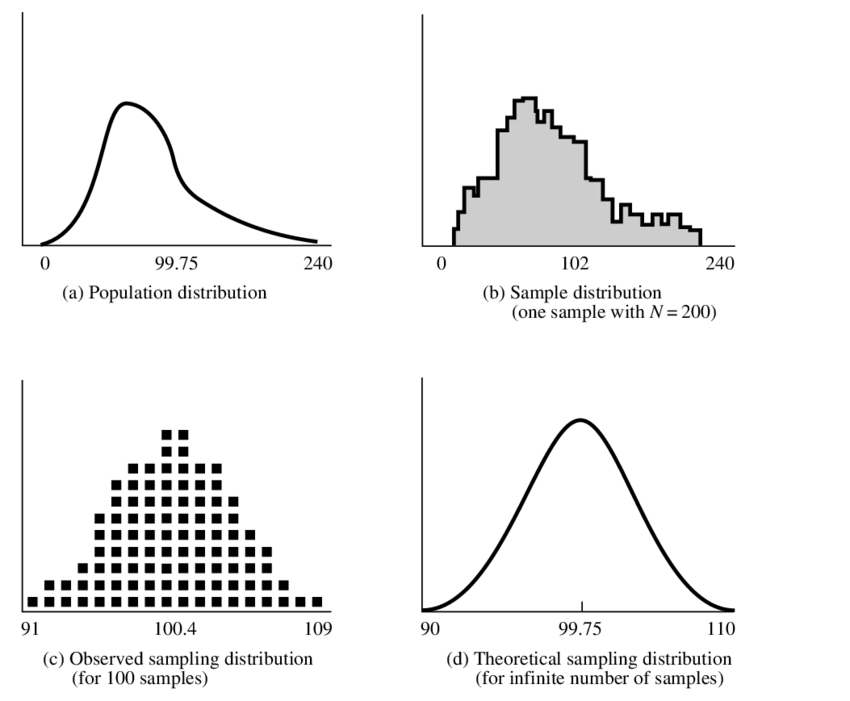 0 99.75 240
(a) Population distribution
0 102 240
(b) Sample distribution
(one sample with N = 200)
91 100.4 109
(c) Observed sampling distribution
(for 100 samples)
90 99.75 110
(d) Theoretical sampling distribution
(for infinite number of samples)